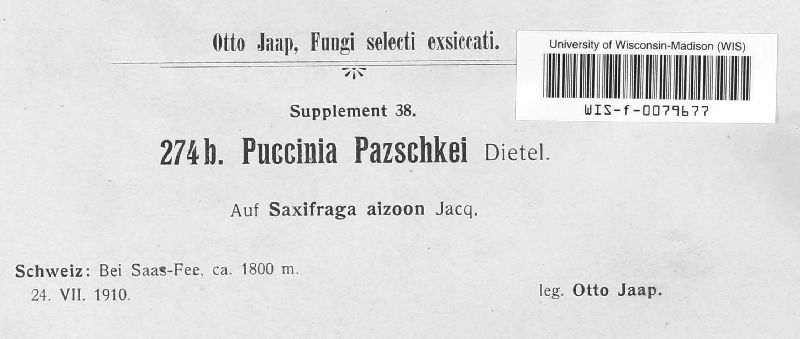 Otto Jaap, Fungi selecti exsiccati.
University of Wisconsin-Madison (WIS)
WIS-f-0079677
Supplement 38.
274b. Puccinia Pazschkei Dietel.
Auf Saxifraga aizoon Jacq.
Schweiz: Bei Saas-Fee, ca. 1800 m.
24. VII. 1910.
leg. Otto Jaap.